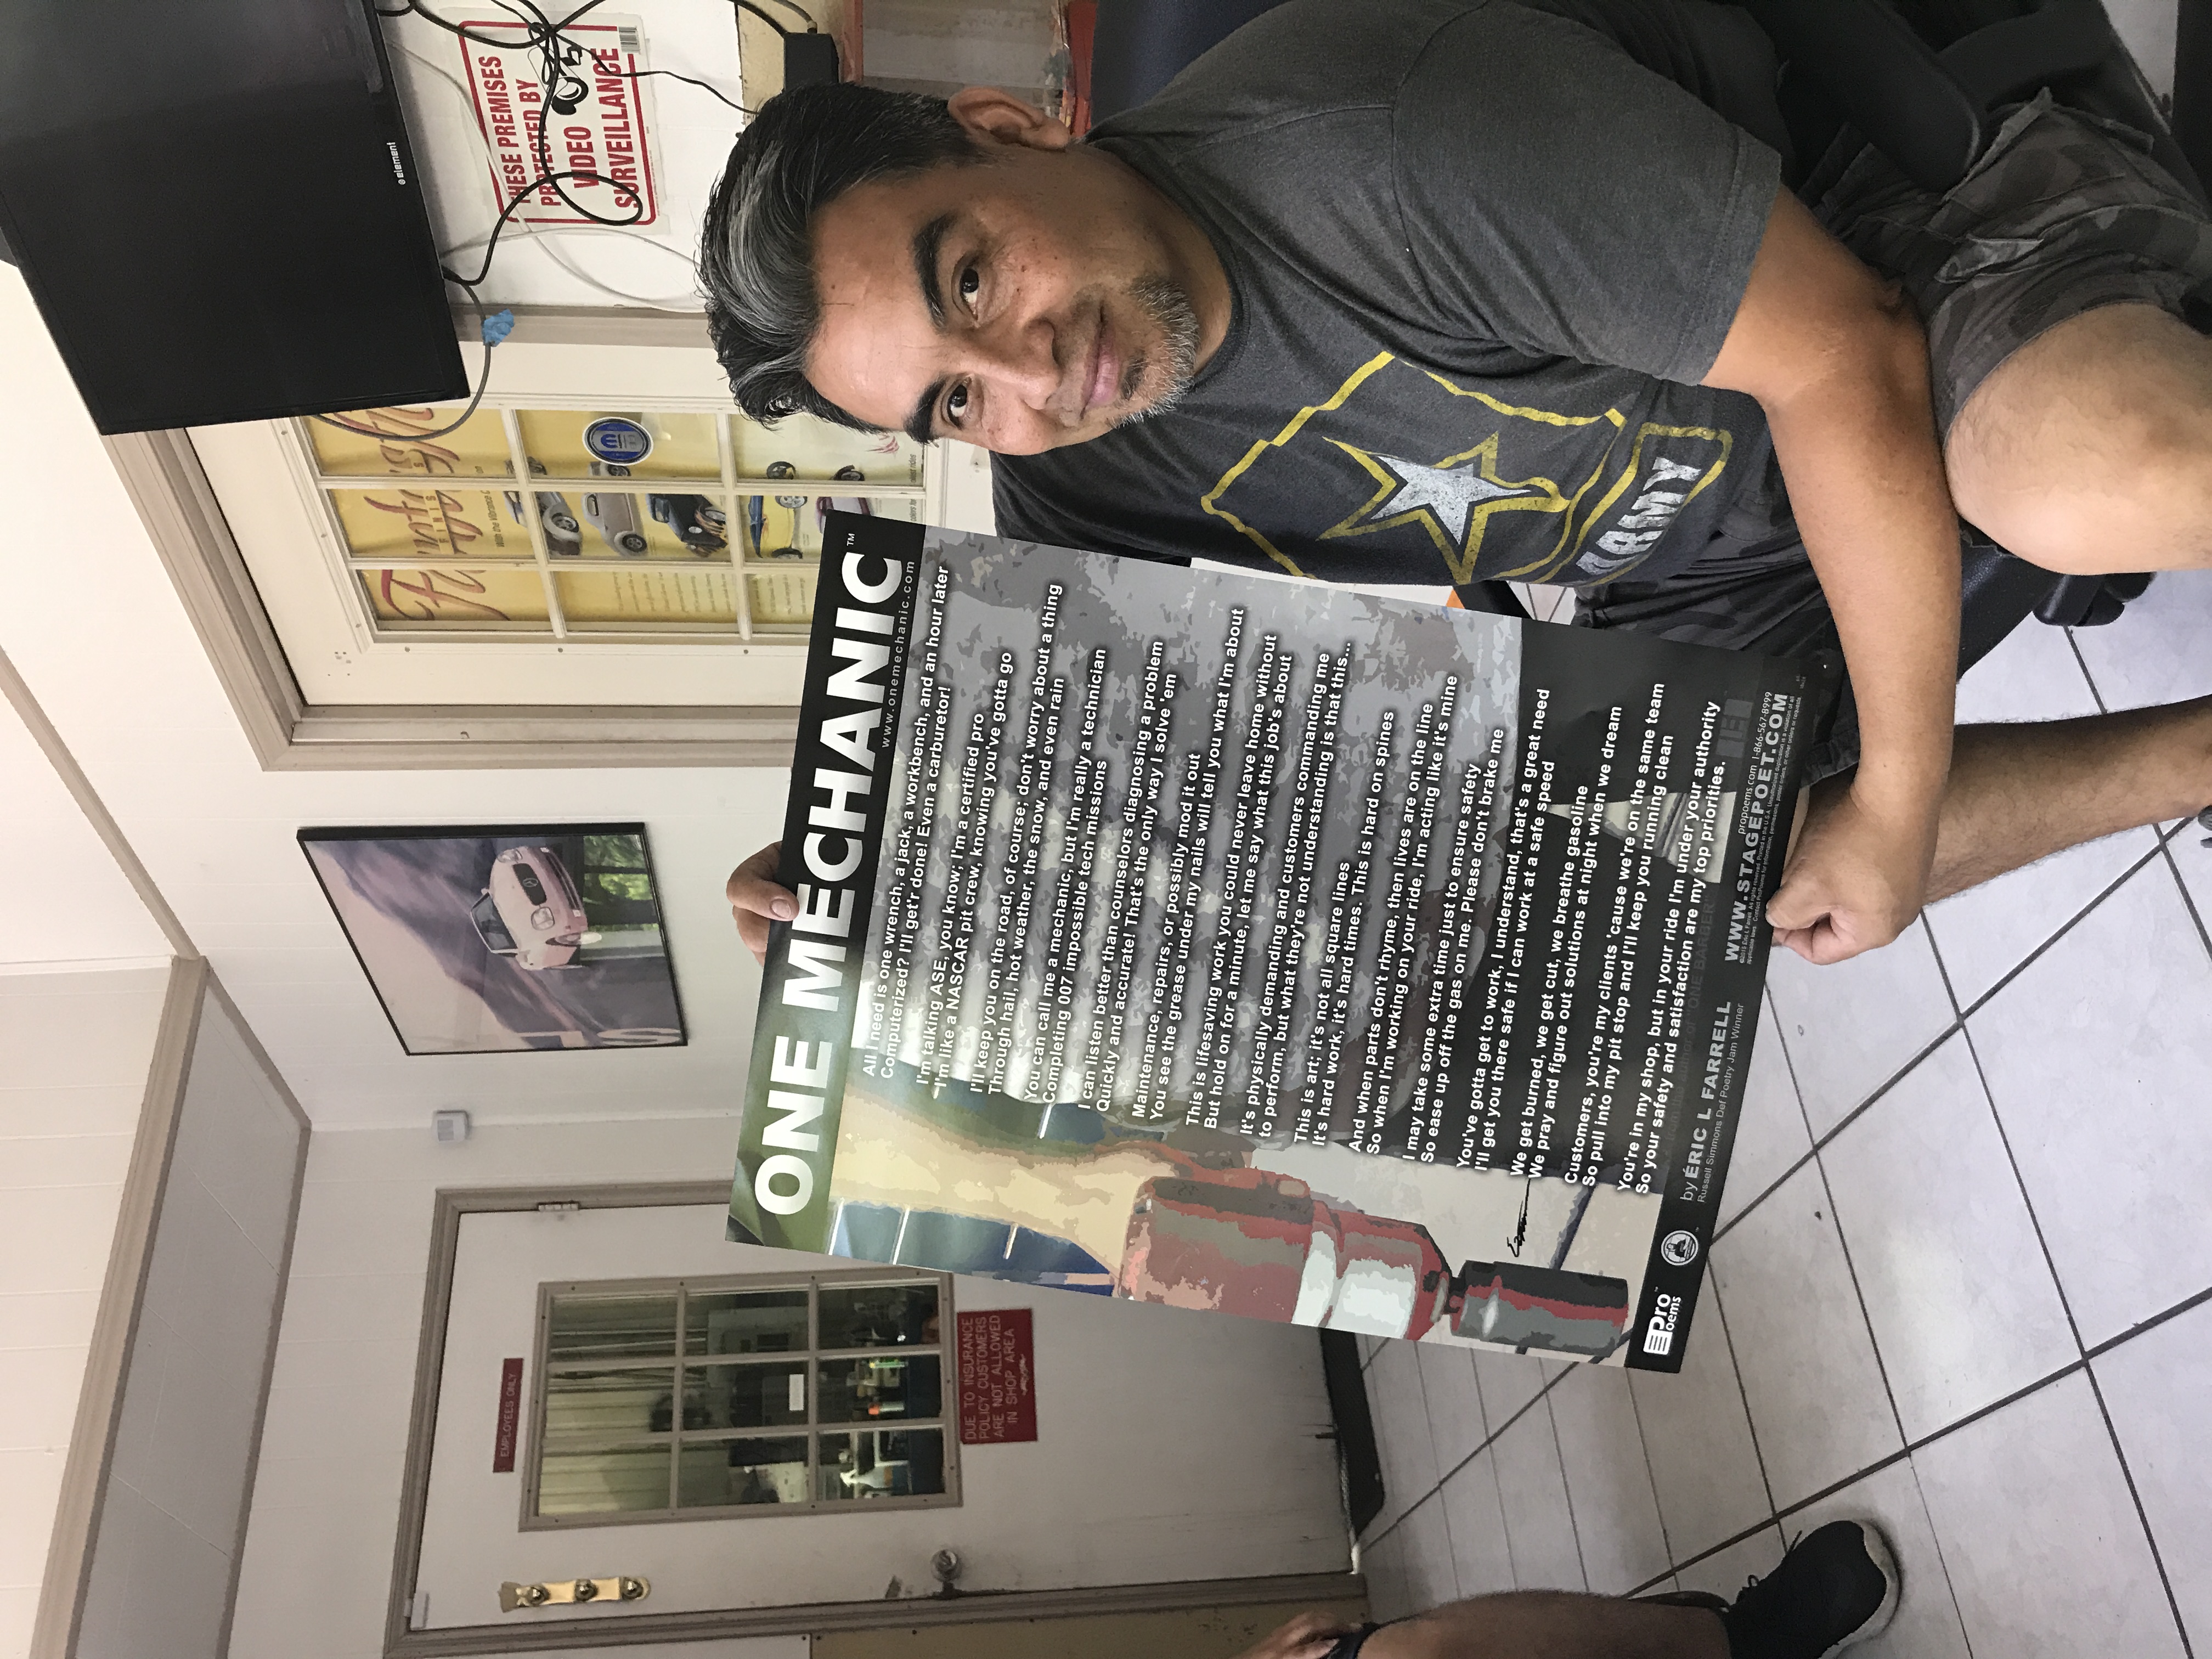 element
THESE PREMISES
PROTECTED BY
VIDEO
SURVEILLANCE
EMPLOYEES ONLY
DUE TO INSURANCE
POLICY CUSTOMERS
ARE NOT ALLOWED
IN SHOP AREA
ARMY
ONE MECHANIC™
www.onemechanic.com
All I need is one wrench, a jack, a workbench, and an hour later
Computerized? I'll get'r done! Even a carburetor!
I'm talking ASE, you know; I'm a certified pro
I'm like a NASCAR pit crew, knowing you've gotta go
I'll keep you on the road, of course; don't worry about a thing
Through hail, hot weather, the snow, and even rain
You can call me a mechanic, but I'm really a technician
Completing 007 impossible tech missions
I can listen better than counselors diagnosing a problem
Quickly and accurate! That's the only way I solve 'em
Maintenance, repairs, or possibly mod it out
You see the grease under my nails will tell you what I'm about
This is lifesaving work you could never leave home without
But hold on for a minute, let me say what this job's about
It's physically demanding and customers commanding me
to perform, but what they're not understanding is that this...
This is art; it's not all square lines
It's hard work, it's hard times. This is hard on spines
And when parts don't rhyme, then lives are on the line
So when I'm working on your ride, I'm acting like it's mine
I may take some extra time just to ensure safety
So ease up off the gas on me. Please don't brake me
You've gotta get to work, I understand, that's a great need
I'll get you there safe if I can work at a safe speed
We get burned, we get cut, we breathe gasoline
We pray and figure out solutions at night when we dream
Customers, you're my clients 'cause we're on the same team
So pull into my pit stop and I'll keep you running clean
You're in my shop, but in your ride I'm under your authority
So your safety and satisfaction are my top priorities.
by ÉRIC L FARRELL
Russell Simmons Def Poetry Jam Winner
propoems.com 1-866-567-8999
WWW.STAGEPOET.COM
Pro
oems